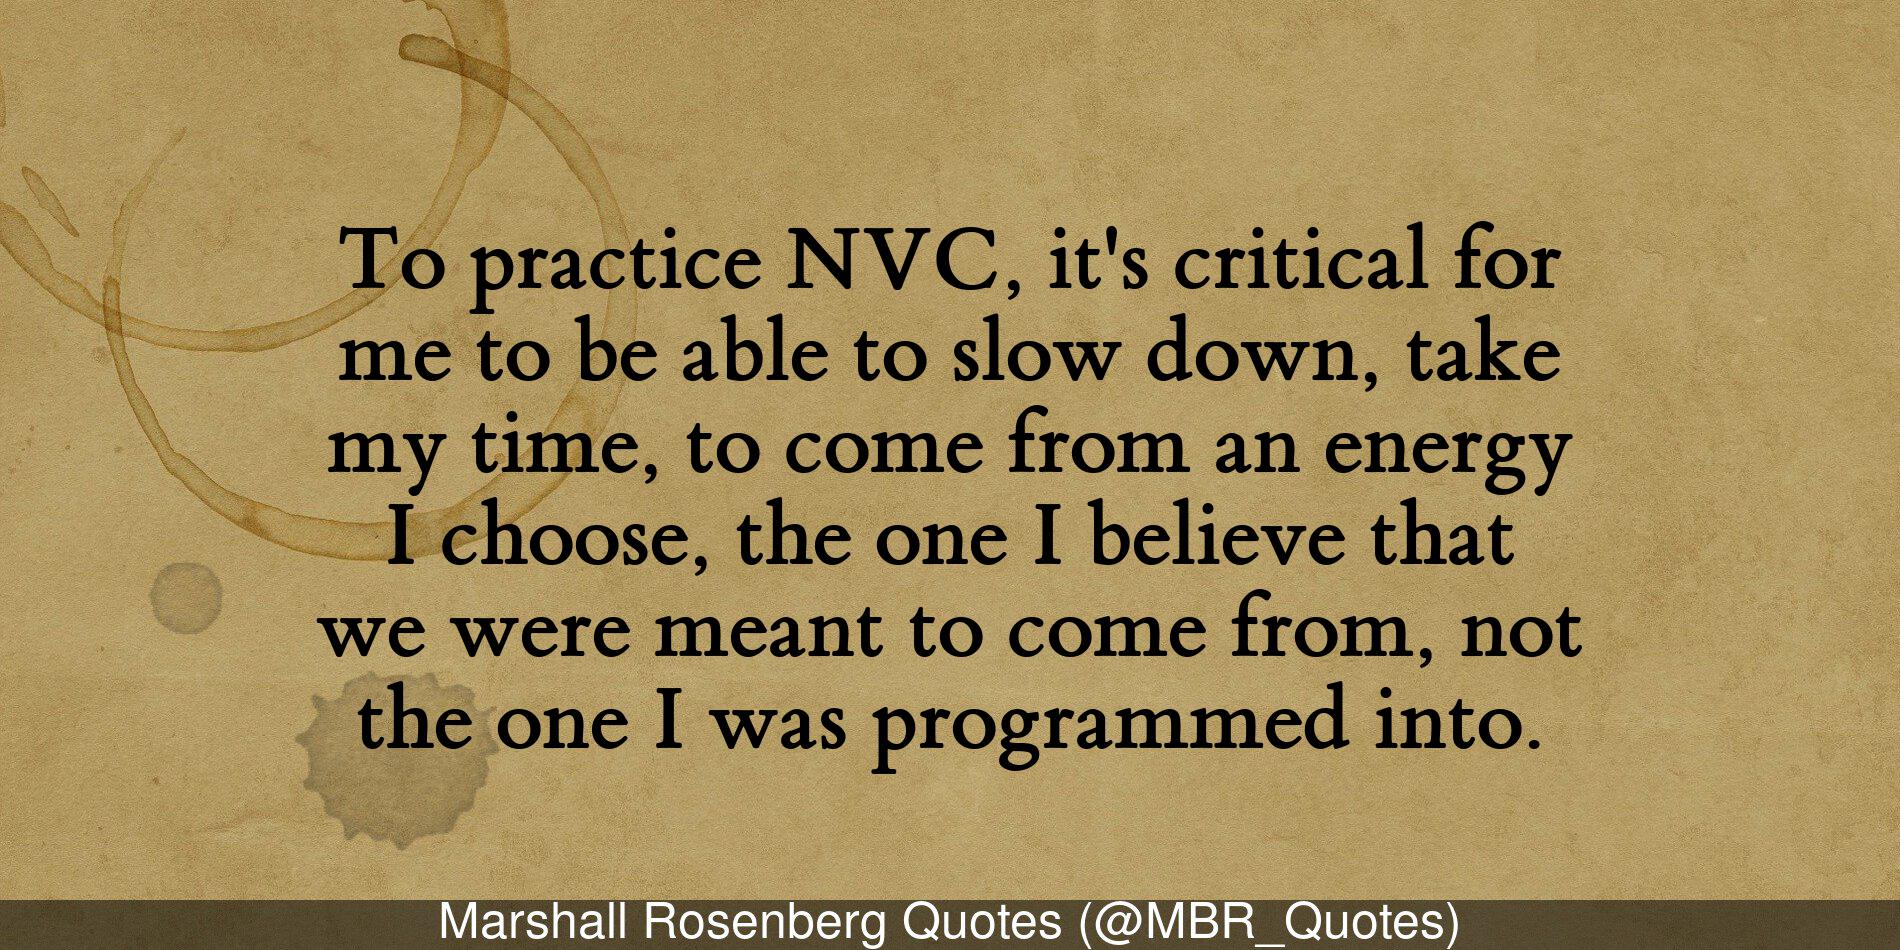 To practice NVC, it's critical for
me to be able to slow down, take
my time, to come from an energy
I choose, the one I believe that
we were meant to come from, not
the one I was programmed into.
Marshall Rosenberg Quotes (@MBR_Quotes)